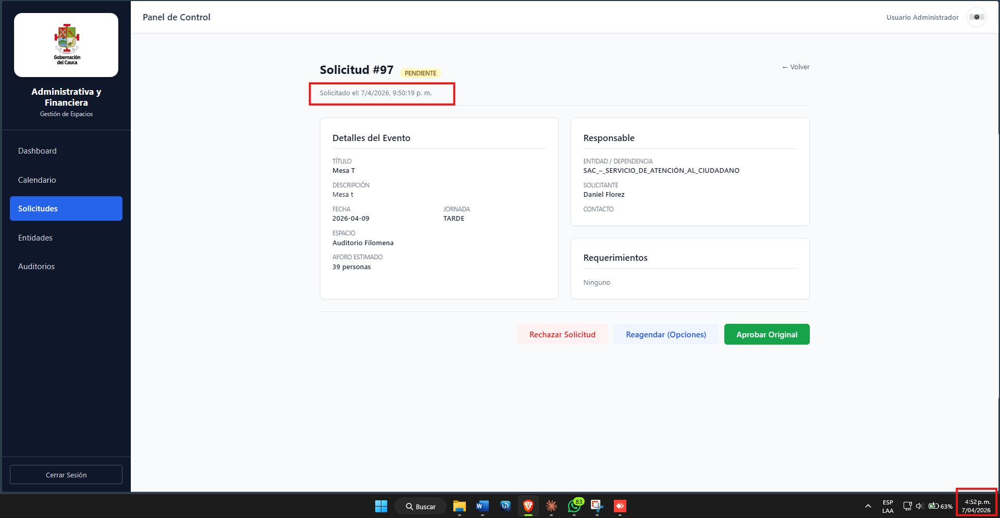 Gobernación
del Cauca
Administrativa y
Financiera
Gestión de Espacios
Dashboard
Calendario
Solicitudes
Entidades
Auditorios
Cerrar Sesión
Panel de Control
Usuario Administrador
Solicitud #97 PENDIENTE
← Volver
Solicitado el: 7/4/2026, 9:50:19 p. m.
Detalles del Evento
TÍTULO
Mesa T
DESCRIPCIÓN
Mesa t
FECHA JORNADA
2026-04-09 TARDE
ESPACIO
Auditorio Filomena
AFORO ESTIMADO
39 personas
Responsable
ENTIDAD / DEPENDENCIA
SAC_–_SERVICIO_DE_ATENCIÓN_AL_CIUDADANO
SOLICITANTE
Daniel Florez
CONTACTO
Requerimientos
Ninguno
Rechazar Solicitud Reagendar (Opciones) Aprobar Original
Buscar
83
ESP
LAA
63%
4:52 p. m.
7/04/2026